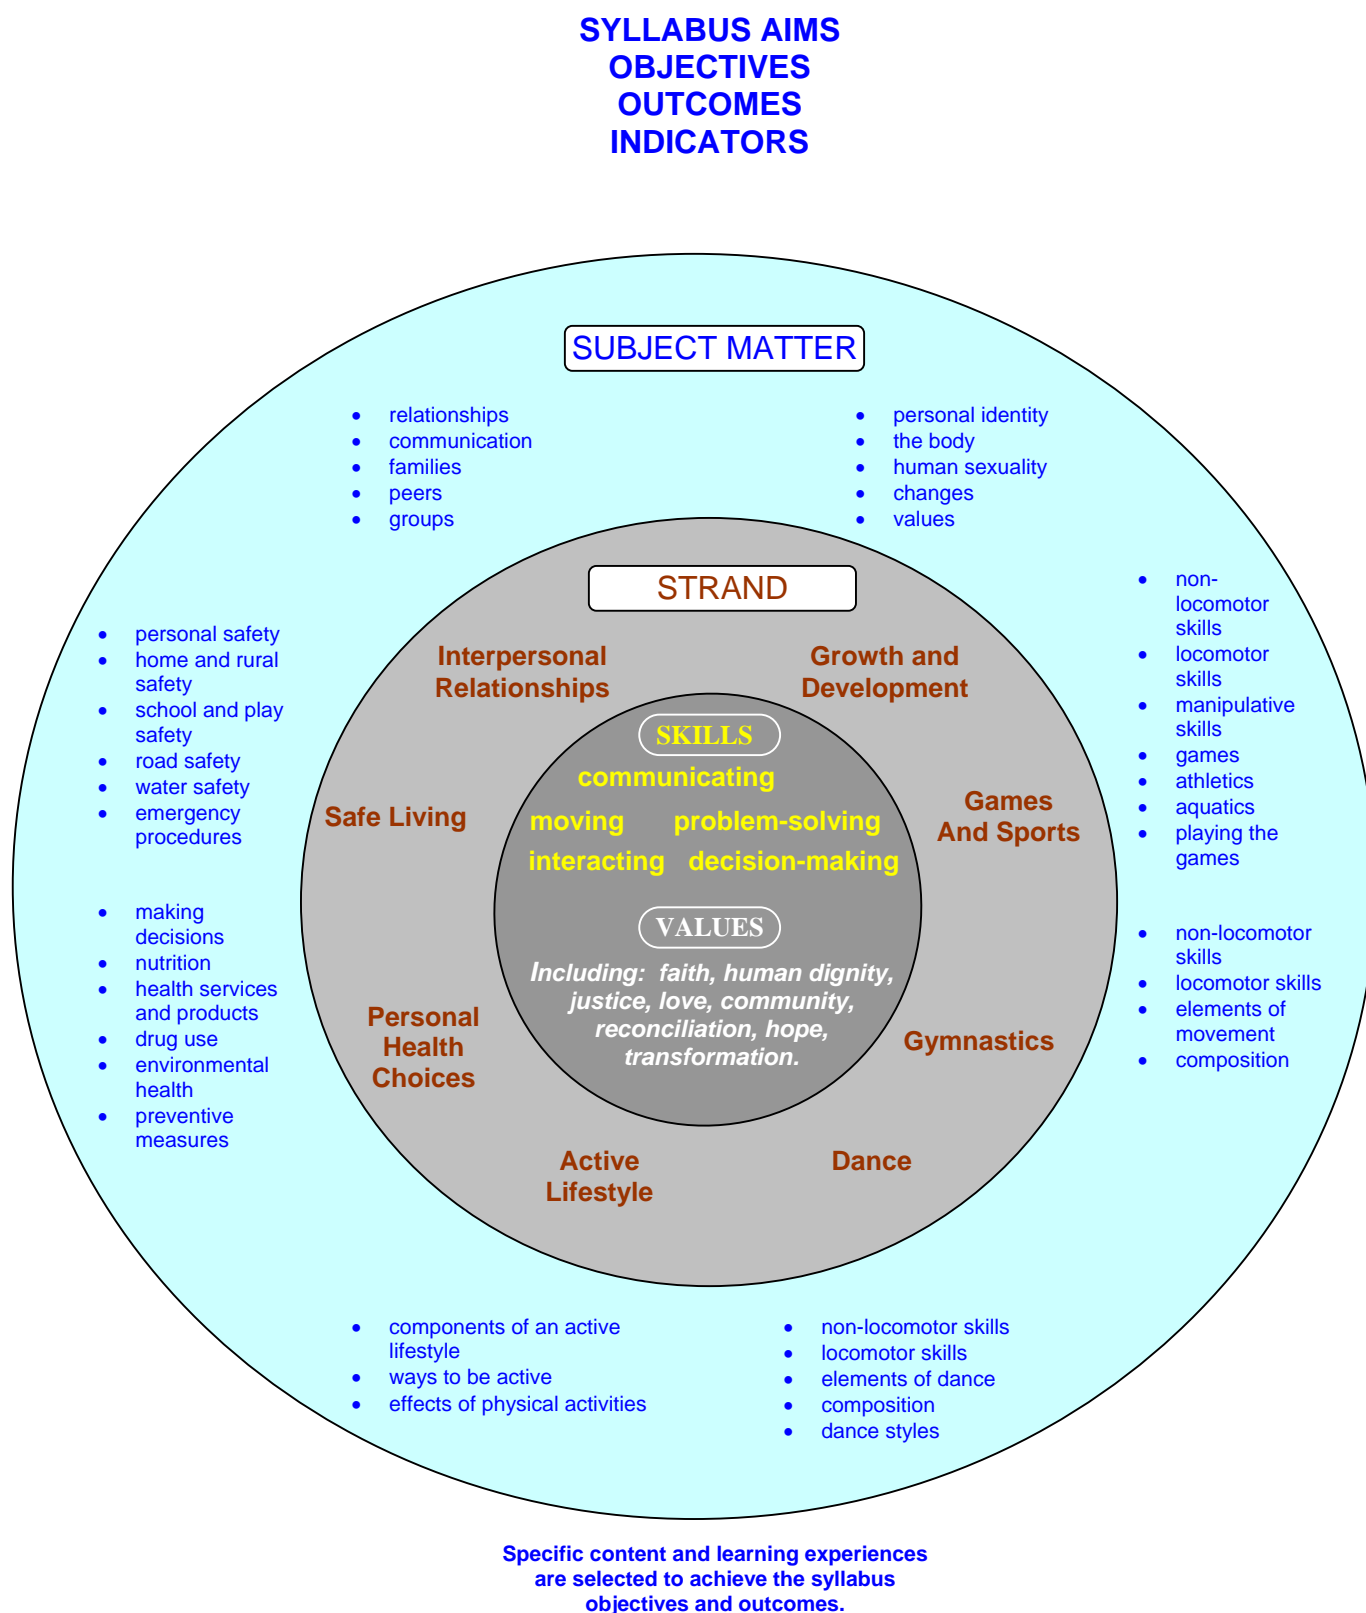 SYLLABUS AIMS
OBJECTIVES
OUTCOMES
INDICATORS
SUBJECT MATTER
• relationships
• communication
• families
• peers
• groups
• personal identity
• the body
• human sexuality
• changes
• values
STRAND
Interpersonal
Relationships
Growth and
Development
• personal safety
• home and rural
safety
• school and play
safety
• road safety
• water safety
• emergency
procedures
Safe Living
SKILLS
communicating
moving problem-solving
interacting decision-making
Games
And Sports
• non-
locomotor
skills
• locomotor
skills
• manipulative
skills
• games
• athletics
• aquatics
• playing the
games
• making
decisions
• nutrition
• health services
and products
• drug use
• environmental
health
• preventive
measures
Personal
Health
Choices
VALUES
Including: faith, human dignity,
justice, love, community,
reconciliation, hope,
transformation.
Gymnastics
• non-locomotor
skills
• locomotor skills
• elements of
movement
• composition
Active
Lifestyle
Dance
• components of an active
lifestyle
• ways to be active
• effects of physical activities
• non-locomotor skills
• locomotor skills
• elements of dance
• composition
• dance styles
Specific content and learning experiences
are selected to achieve the syllabus
objectives and outcomes.